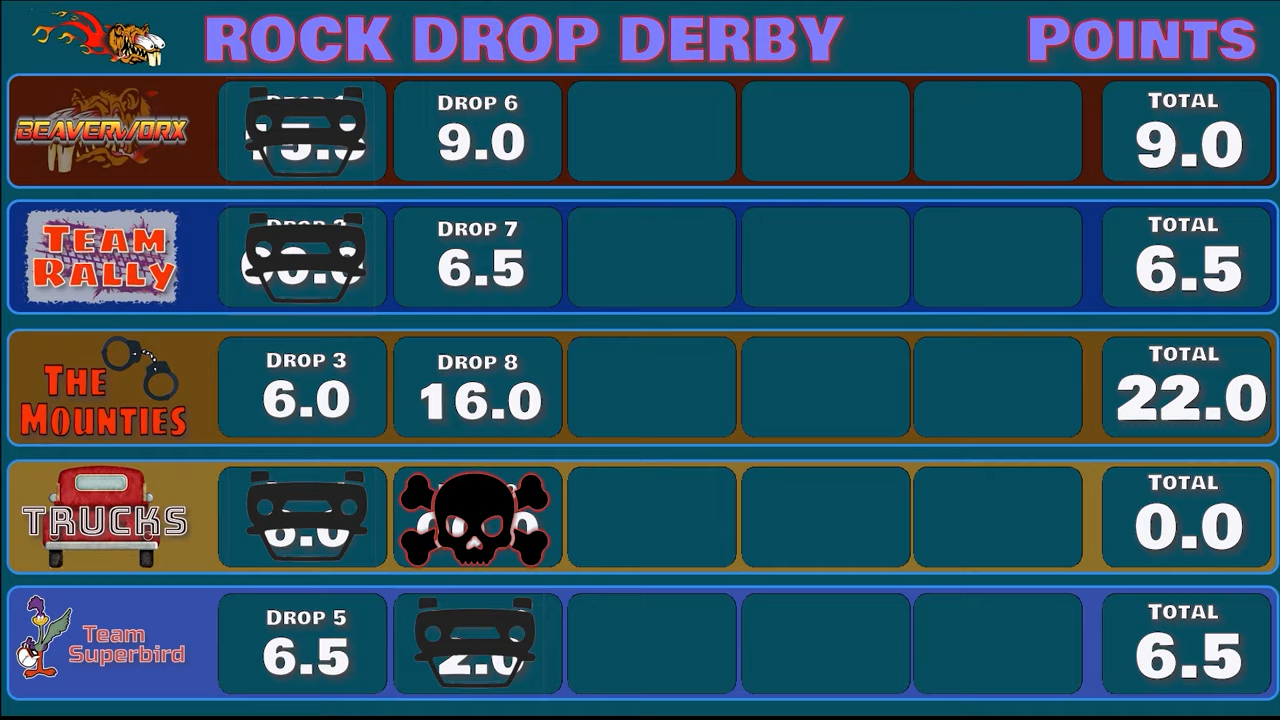 ROCK DROP DERBY
POINTS
BEAVERWORX
DROP 6
9.0
TOTAL
9.0
TEAM
RALLY
DROP 7
6.5
TOTAL
6.5
THE
MOUNTIES
DROP 3
6.0
DROP 8
16.0
TOTAL
22.0
TRUCKS
TOTAL
0.0
Team
Superbird
DROP 5
6.5
2.0
TOTAL
6.5